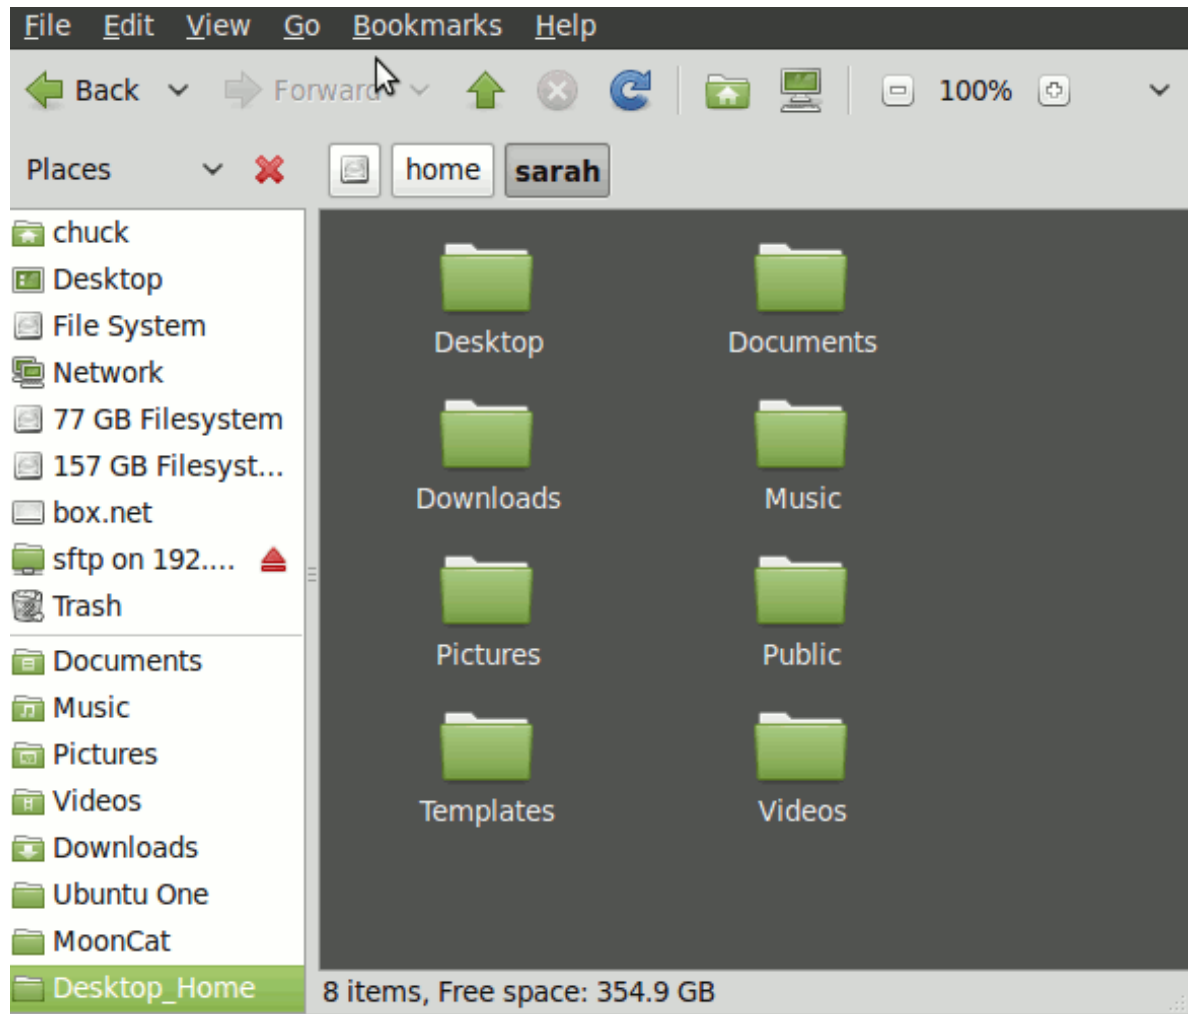 File Edit View Go Bookmarks Help
Back Forward 100%
Places home sarah
chuck
Desktop
File System
Network
77 GB Filesystem
157 GB Filesyst...
box.net
sftp on 192....
Trash
Documents
Music
Pictures
Videos
Downloads
Ubuntu One
MoonCat
Desktop_Home
Desktop Documents
Downloads Music
Pictures Public
Templates Videos
8 items, Free space: 354.9 GB